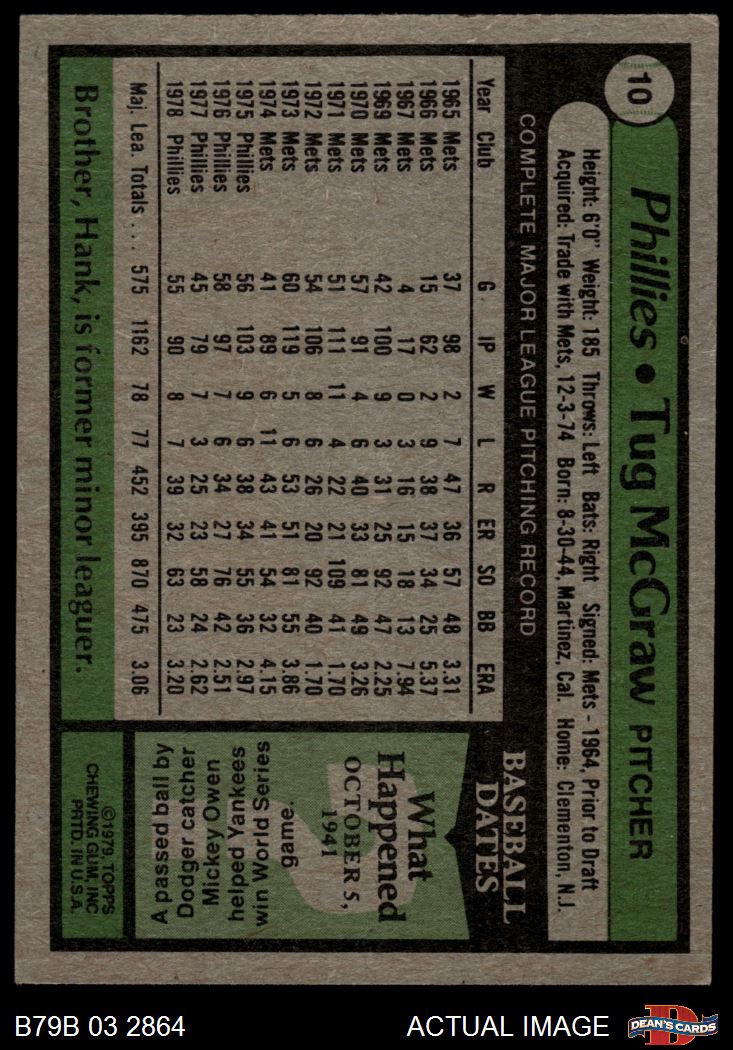 10
Phillies • Tug McGraw PITCHER
Height: 6'0" Weight: 185 Throws: Left Bats: Right Signed: Mets - 1964, Prior to Draft
Acquired: Trade with Mets, 12-3-74 Born: 8-30-44, Martinez, Cal. Home: Clementon, N.J.
COMPLETE MAJOR LEAGUE PITCHING RECORD
Year Club G IP W L R ER SO BB ERA
1965 Mets 37 98 2 7 47 36 57 48 3.31
1966 Mets 15 62 2 9 38 37 34 25 5.37
1967 Mets 4 17 0 3 16 15 18 13 7.94
1969 Mets 42 100 9 3 31 25 92 47 2.25
1970 Mets 57 91 4 6 40 33 81 49 3.26
1971 Mets 51 111 11 4 22 21 109 41 1.70
1972 Mets 54 106 8 6 26 20 92 40 1.70
1973 Mets 60 119 5 6 53 51 81 55 3.86
1974 Mets 41 89 6 11 43 41 54 32 4.15
1975 Phillies 56 103 9 6 38 34 55 36 2.97
1976 Phillies 58 97 7 6 34 27 76 42 2.51
1977 Phillies 45 79 7 3 25 23 58 24 2.62
1978 Phillies 55 90 8 7 39 32 63 23 3.20
Maj. Lea. Totals . . . 575 1162 78 77 452 395 870 475 3.06
Brother, Hank, is former minor leaguer.
BASEBALL
DATES
What
Happened
OCTOBER 5,
1941
A passed ball by
Dodger catcher
Mickey Owen
helped Yankees
win World Series
game.
©1979, TOPPS
CHEWING GUM, INC
PRTD. IN U.S.A.
B79B 03 2864
ACTUAL IMAGE
DEAN'S CARDS